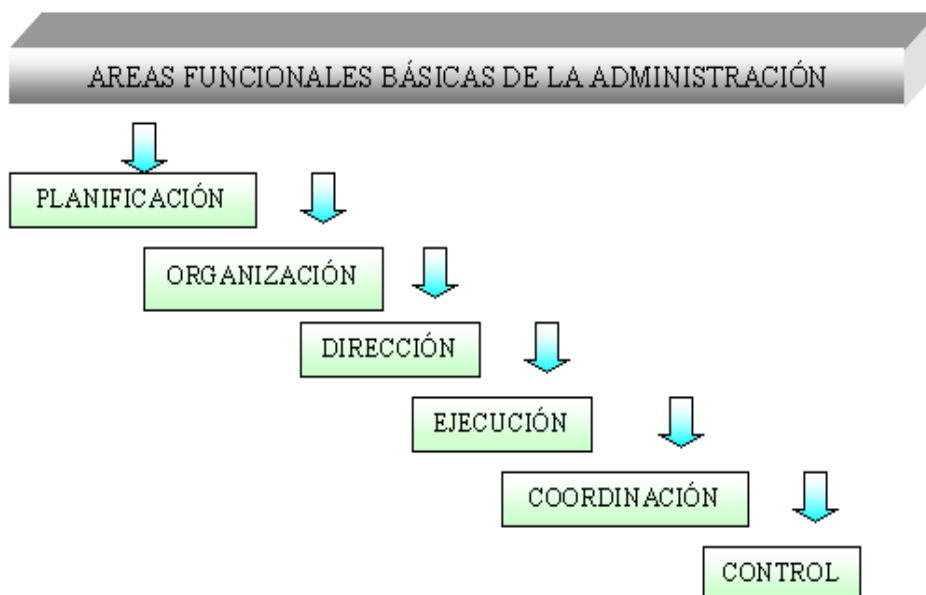 AREAS FUNCIONALES BÁSICAS DE LA ADMINISTRACIÓN
PLANIFICACIÓN
ORGANIZACIÓN
DIRECCIÓN
EJECUCIÓN
COORDINACIÓN
CONTROL